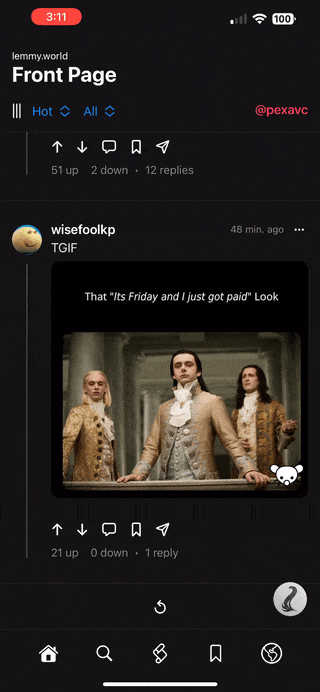 3:11
100
lemmy.world
Front Page
Hot All @pexavc
51 up 2 down · 12 replies
wisefoolkp 48 min. ago
TGIF
That "Its Friday and I just got paid" Look
21 up 0 down · 1 reply